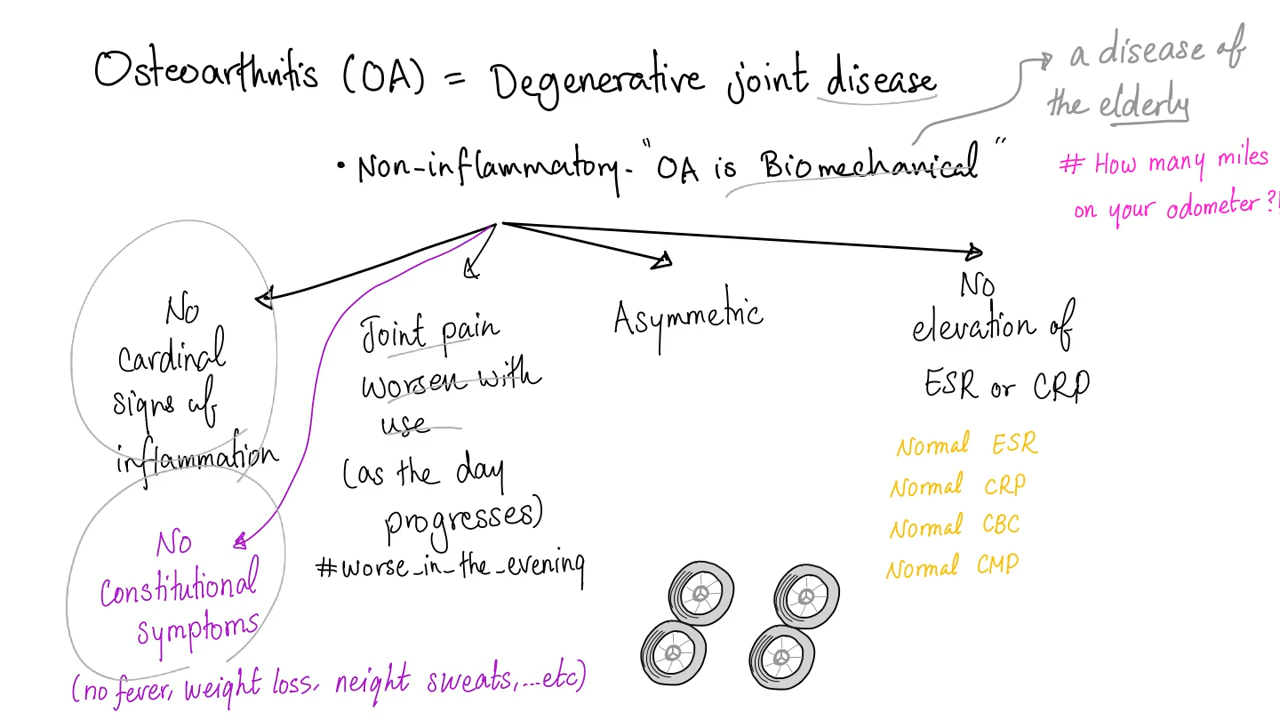 Osteoarthritis (OA) = Degenerative joint disease
a disease of
the elderly
• Non-inflammatory. "OA is Biomechanical"
# How many miles
on your odometer?!
No
cardinal
signs of
inflammation
Joint pain
worsen with
use
(as the day
progresses)
#worse_in_the_evening
Asymmetric
No
elevation of
ESR or CRP
Normal ESR
Normal CRP
Normal CBC
Normal CMP
No
constitutional
symptoms
(no fever, weight loss, neight sweats,...etc)